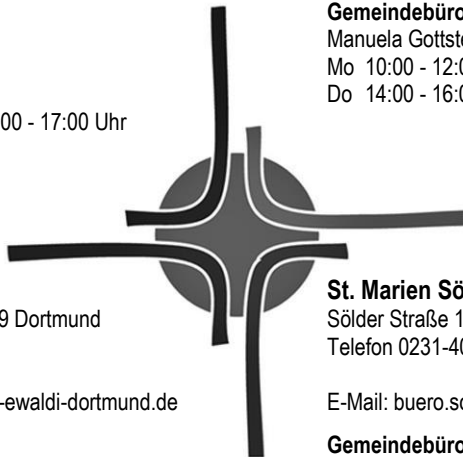 Gemeindebüro
Manuela Gottste
Mo 10:00 - 12:0
Do 14:00 - 16:0
00 - 17:00 Uhr
9 Dortmund
-ewaldi-dortmund.de
St. Marien Sö
Sölder Straße 1
Telefon 0231-40
E-Mail: buero.so
Gemeindebüro